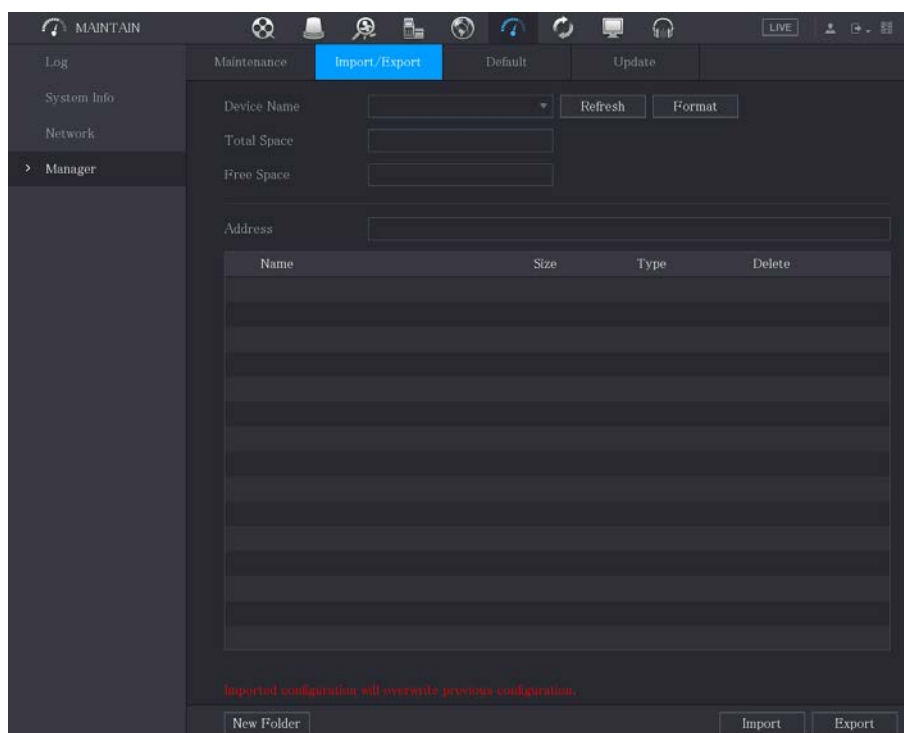 MAINTAIN
LIVE
Log
System Info
Network
Manager
Maintenance Import/Export Default Update
Device Name Refresh Format
Total Space
Free Space
Address
Name Size Type Delete
Imported configuration will overwrite previous configuration.
New Folder Import Export